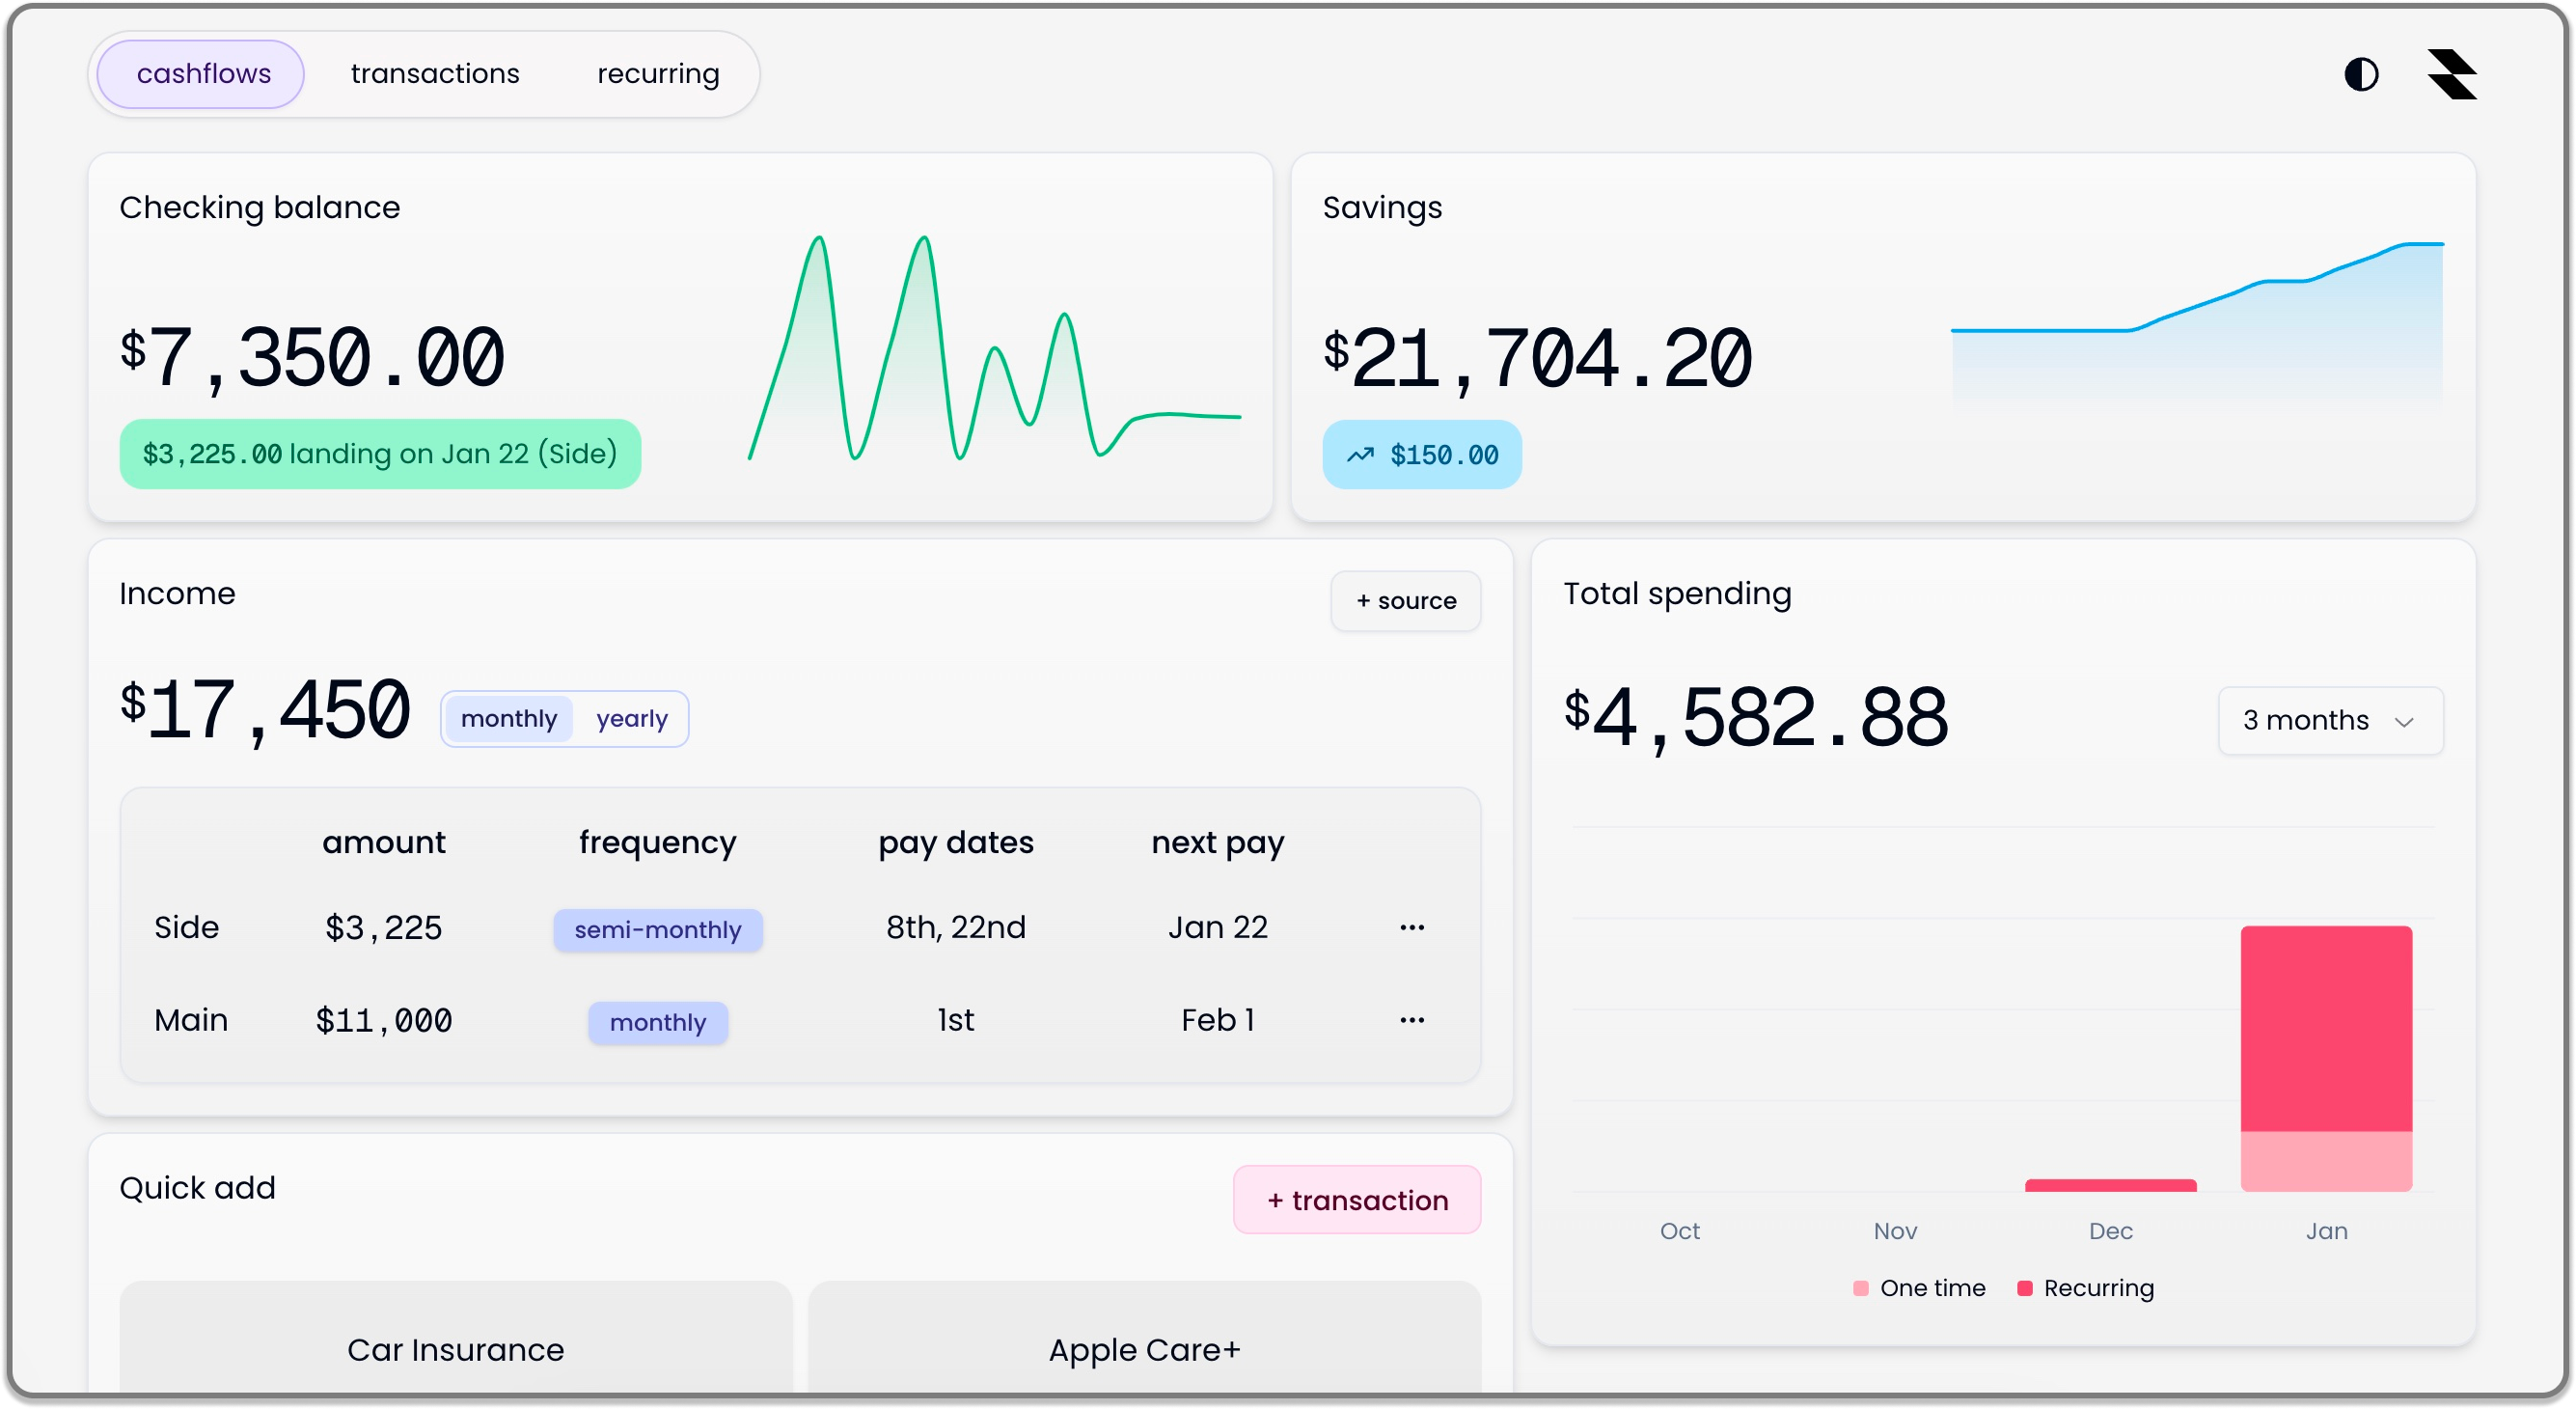 cashflows transactions recurring
Checking balance
$7,350.00
$3,225.00 landing on Jan 22 (Side)
Savings
$21,704.20
$150.00
Income
+ source
$17,450
monthly yearly
amount frequency pay dates next pay
Side $3,225 semi-monthly 8th, 22nd Jan 22 ...
Main $11,000 monthly 1st Feb 1 ...
Total spending
$4,582.88
3 months
Oct Nov Dec Jan
One time Recurring
Quick add
+ transaction
Car Insurance
Apple Care+